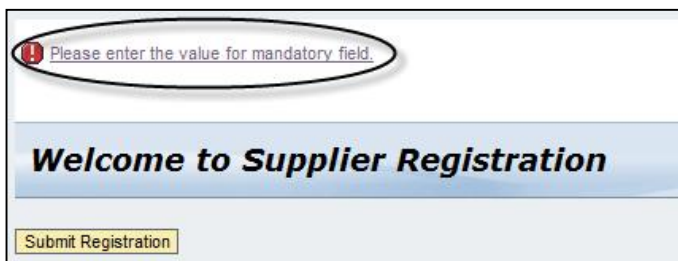 Please enter the value for mandatory field.
Welcome to Supplier Registration
Submit Registration